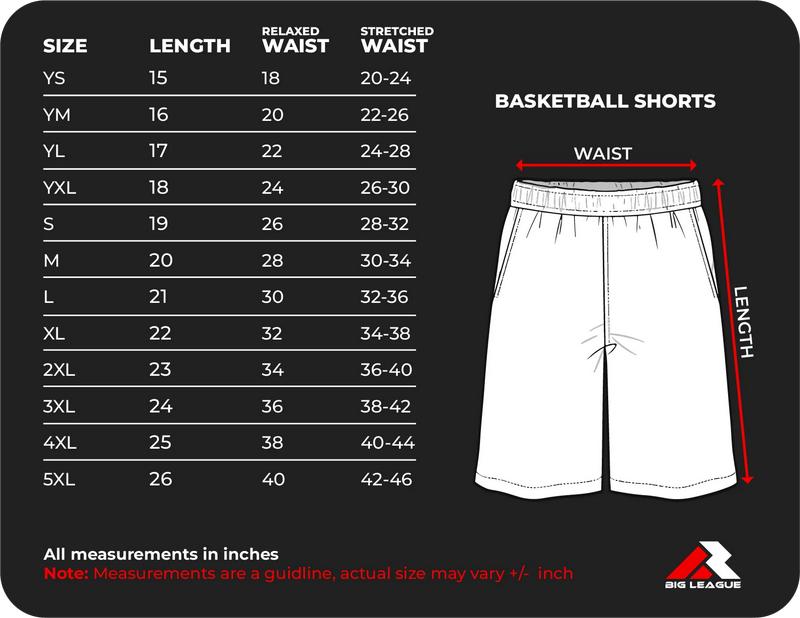 RELAXED STRETCHED
SIZE LENGTH WAIST WAIST
YS 15 18 20-24
YM 16 20 22-26
YL 17 22 24-28
YXL 18 24 26-30
S 19 26 28-32
M 20 28 30-34
L 21 30 32-36
XL 22 32 34-38
2XL 23 34 36-40
3XL 24 36 38-42
4XL 25 38 40-44
5XL 26 40 42-46
BASKETBALL SHORTS
WAIST
LENGTH
All measurements in inches
Note: Measurements are a guidline, actual size may vary +/- inch
BIG LEAGUE